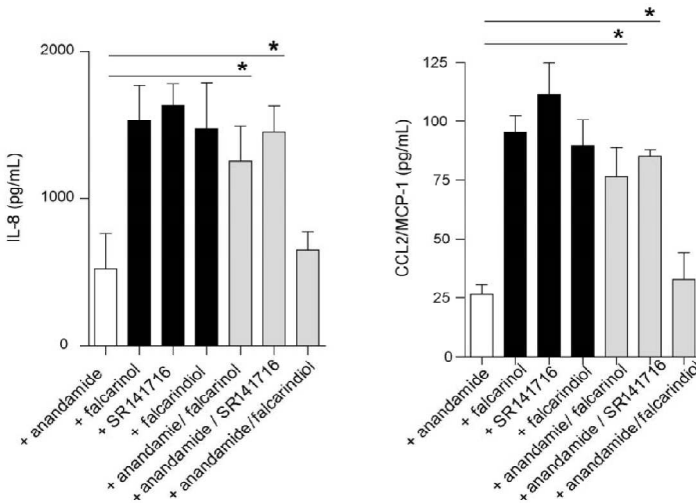 *
*
2000
1000
0
IL-8 (pg/mL)
+ anandamide
+ falcarinol
+ SR141716
+ falcarindiol
+ anandamie/ falcarinol
+ anandamide / SR141716
+ anandamide/falcarindiol
*
*
125
100
75
50
25
0
CCL2/MCP-1 (pg/mL)
+ anandamide
+ falcarinol
+ SR141716
+ falcarindiol
+ anandamie/ falcarinol
+ anandamide / SR141716
+ anandamide/falcarindiol